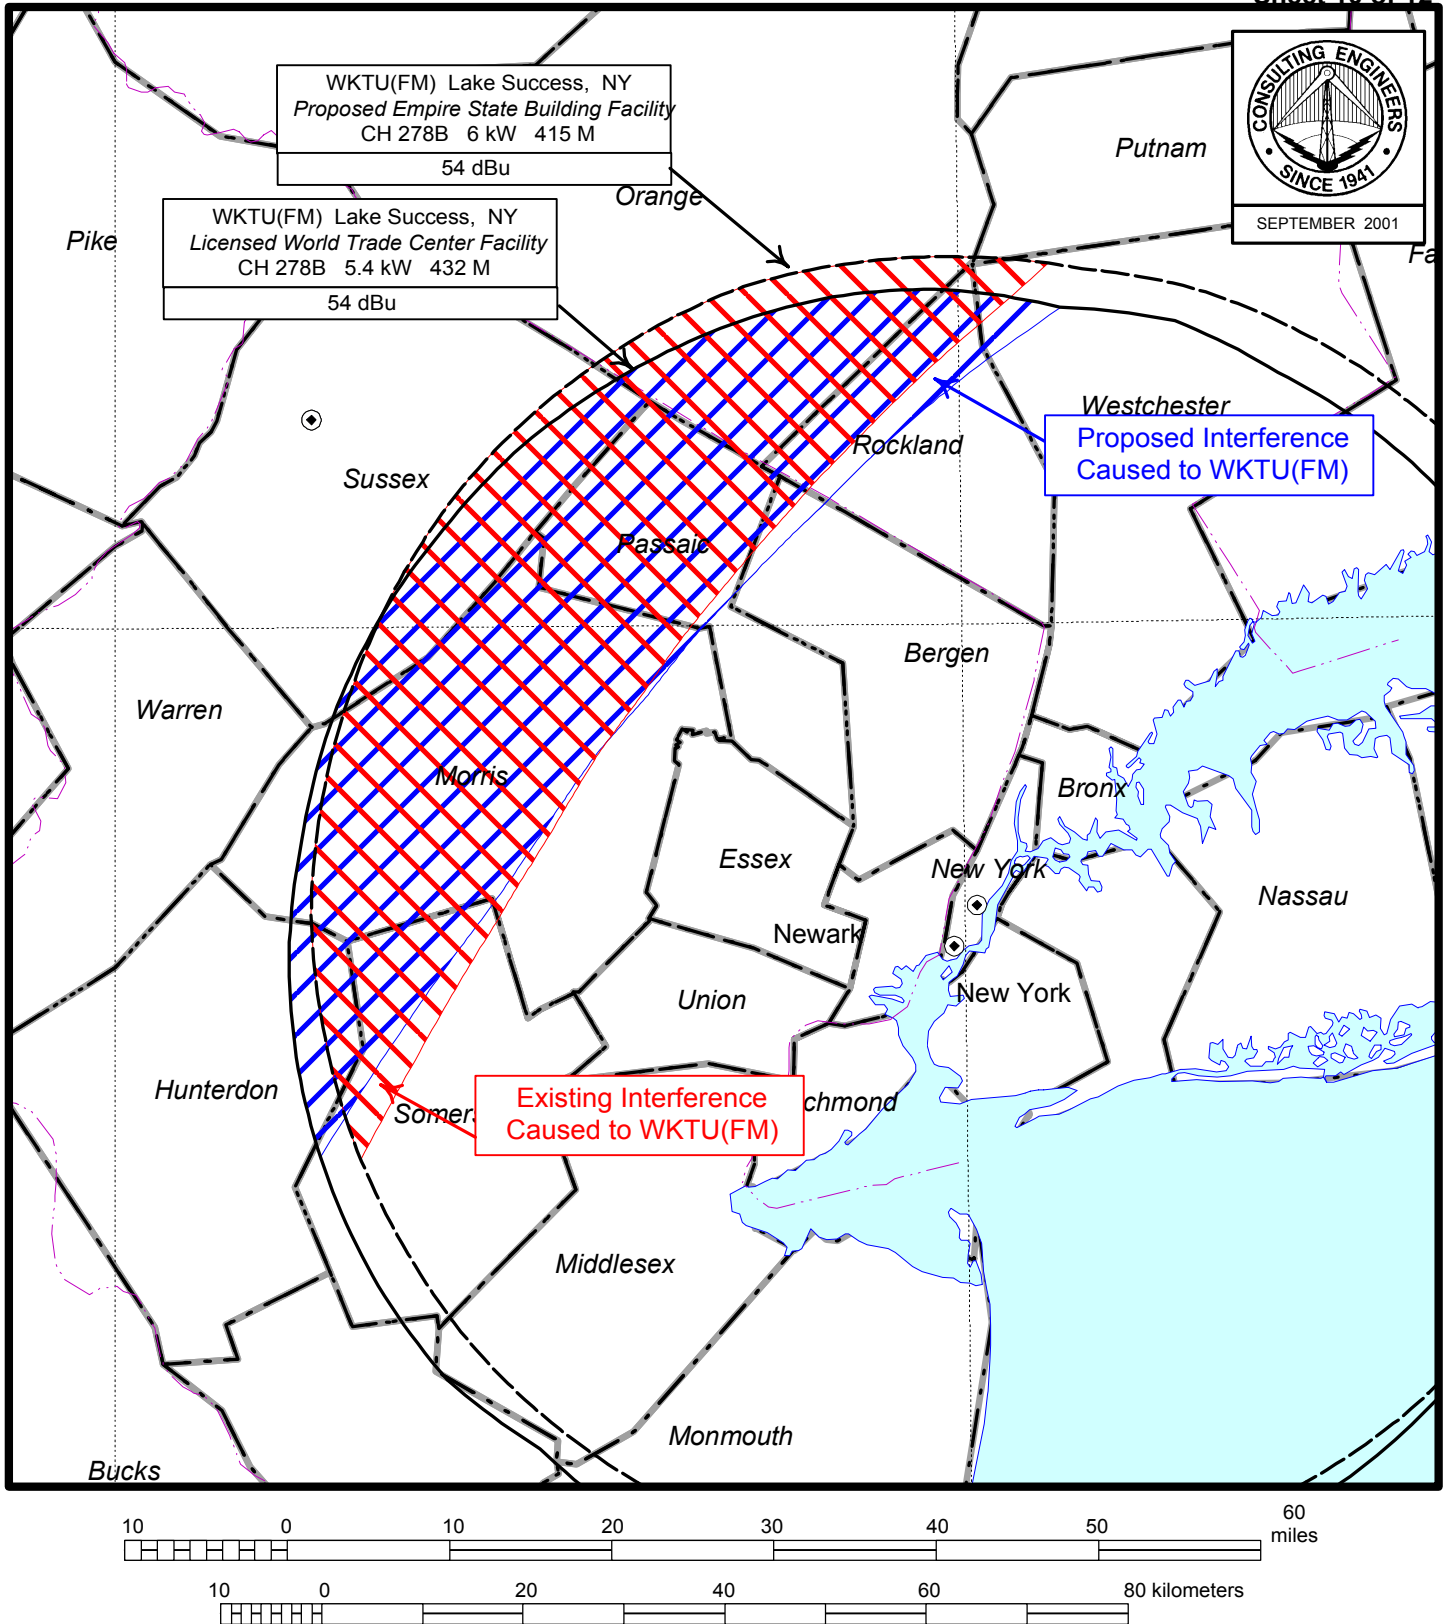 WKTU(FM) Lake Success, NY
Proposed Empire State Building Facility
CH 278B 6 kW 415 M
54 dBu
CONSULTING ENGINEERS
• SINCE 1941 •
SEPTEMBER 2001
Putnam
Orange
WKTU(FM) Lake Success, NY
Licensed World Trade Center Facility
CH 278B 5.4 kW 432 M
54 dBu
Pike
Fa
Westchester
Rockland
Proposed Interference
Caused to WKTU(FM)
Sussex
Passaic
Bergen
Warren
Morris
Bronx
Essex
New York
Nassau
Newark
Union
New York
Hunterdon
Somers
Existing Interference
Caused to WKTU(FM)
chmond
Middlesex
Monmouth
Bucks
10 0 10 20 30 40 50 60
miles
10 0 20 40 60 80 kilometers